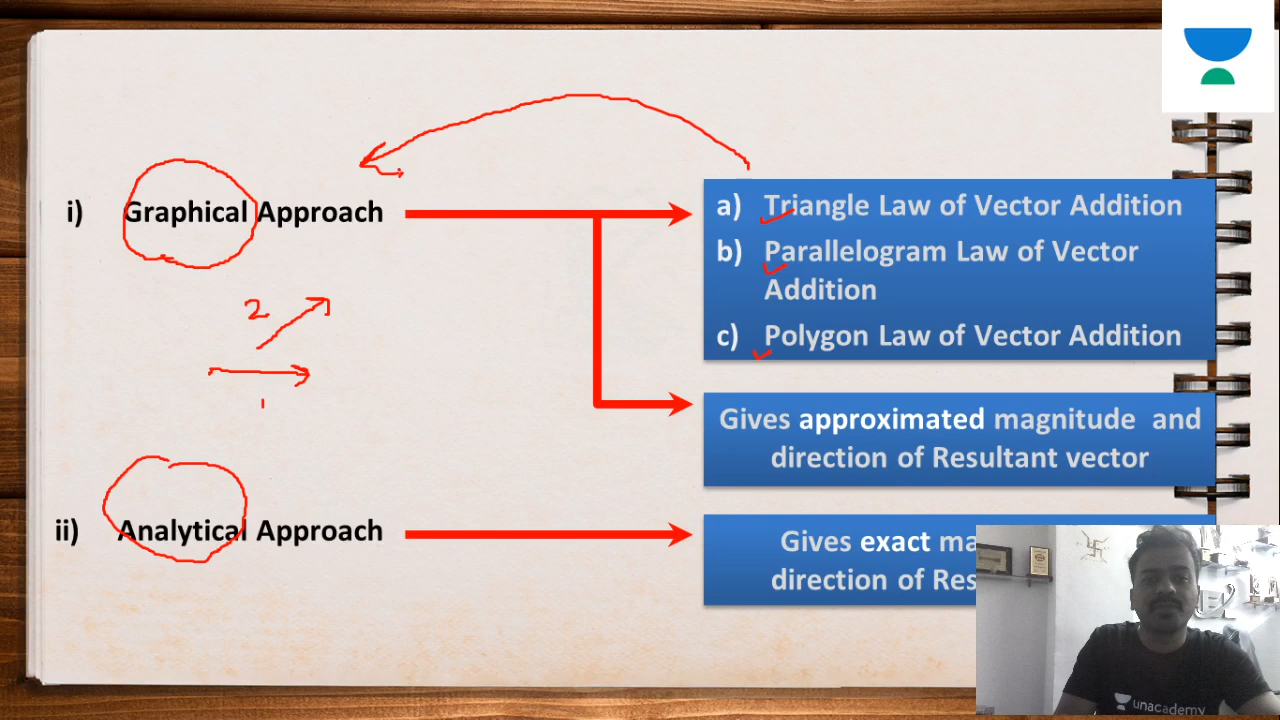 i) Graphical Approach
a) Triangle Law of Vector Addition
b) Parallelogram Law of Vector
Addition
c) Polygon Law of Vector Addition
2
1
Gives approximated magnitude and
direction of Resultant vector
ii) Analytical Approach
Gives exact ma
direction of Res
unacademy